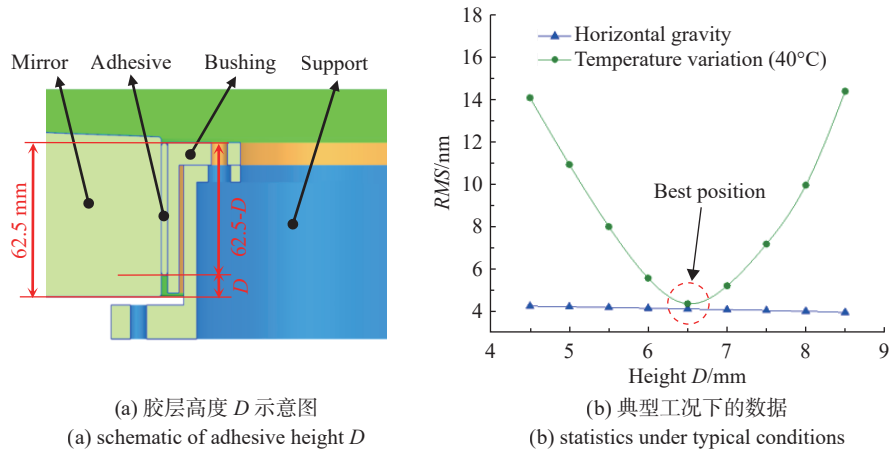 Mirror Adhesive Bushing Support
62.5 mm
62.5-D
D
(a) 胶层高度 D 示意图
(a) schematic of adhesive height D
18
16
14
12
10
8
6
4
2
RMS/nm
Horizontal gravity
Temperature variation (40°C)
Best position
4 5 6 7 8 9
Height D/mm
(b) 典型工况下的数据
(b) statistics under typical conditions